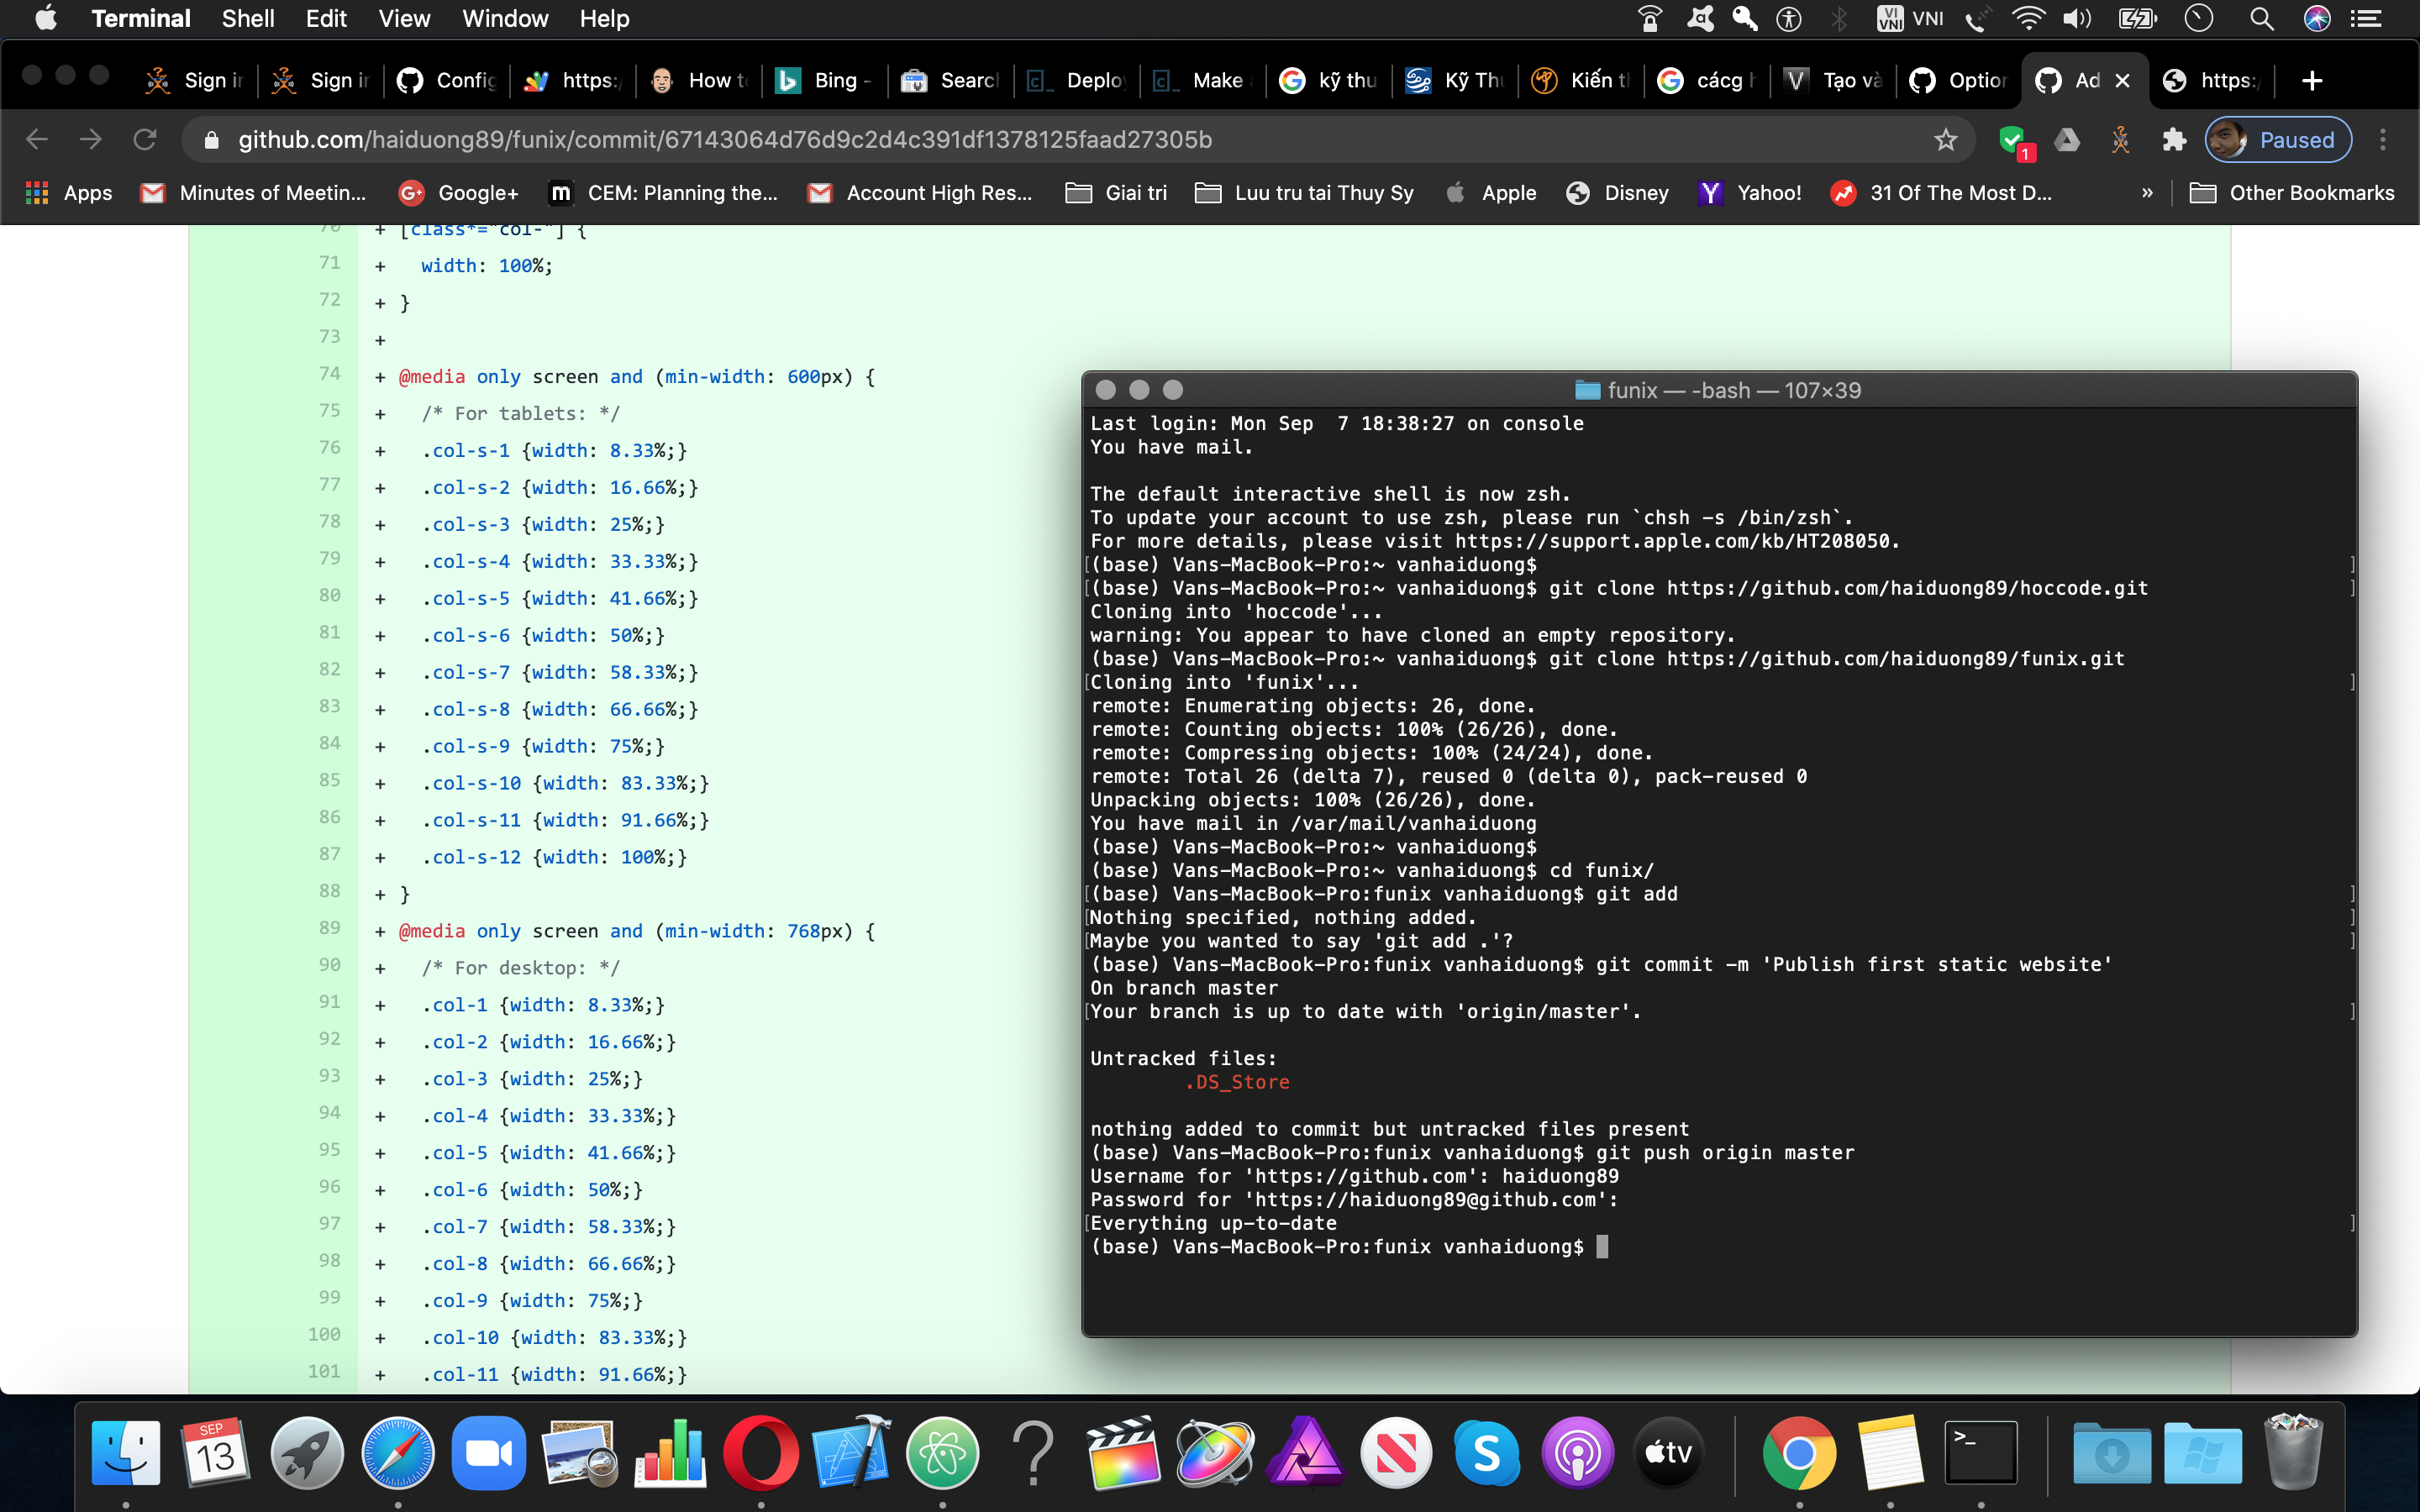 Terminal Shell Edit View Window Help
VI VNI VNI
Sign in Sign in Config https:/ How to Bing - Search Deploy Make a kỹ thu Kỹ Thu Kiến th cácg h Tạo và Option Ad https:/
github.com/haiduong89/funix/commit/67143064d76d9c2d4c391df1378125faad27305b
1
Paused
Apps Minutes of Meetin... Google+ CEM: Planning the... Account High Res... Giai tri Luu tru tai Thuy Sy Apple Disney Yahoo! 31 Of The Most D... » Other Bookmarks
70 + [class*="col-"] {
71 + width: 100%;
72 + }
73 +
74 + @media only screen and (min-width: 600px) {
75 + /* For tablets: */
76 + .col-s-1 {width: 8.33%;}
77 + .col-s-2 {width: 16.66%;}
78 + .col-s-3 {width: 25%;}
79 + .col-s-4 {width: 33.33%;}
80 + .col-s-5 {width: 41.66%;}
81 + .col-s-6 {width: 50%;}
82 + .col-s-7 {width: 58.33%;}
83 + .col-s-8 {width: 66.66%;}
84 + .col-s-9 {width: 75%;}
85 + .col-s-10 {width: 83.33%;}
86 + .col-s-11 {width: 91.66%;}
87 + .col-s-12 {width: 100%;}
88 + }
89 + @media only screen and (min-width: 768px) {
90 + /* For desktop: */
91 + .col-1 {width: 8.33%;}
92 + .col-2 {width: 16.66%;}
93 + .col-3 {width: 25%;}
94 + .col-4 {width: 33.33%;}
95 + .col-5 {width: 41.66%;}
96 + .col-6 {width: 50%;}
97 + .col-7 {width: 58.33%;}
98 + .col-8 {width: 66.66%;}
99 + .col-9 {width: 75%;}
100 + .col-10 {width: 83.33%;}
101 + .col-11 {width: 91.66%;}
funix — -bash — 107×39
Last login: Mon Sep  7 18:38:27 on console
You have mail.
The default interactive shell is now zsh.
To update your account to use zsh, please run `chsh -s /bin/zsh`.
For more details, please visit https://support.apple.com/kb/HT208050.
[(base) Vans-MacBook-Pro:~ vanhaiduong$ ]
[(base) Vans-MacBook-Pro:~ vanhaiduong$ git clone https://github.com/haiduong89/hoccode.git ]
Cloning into 'hoccode'...
warning: You appear to have cloned an empty repository.
(base) Vans-MacBook-Pro:~ vanhaiduong$ git clone https://github.com/haiduong89/funix.git
[Cloning into 'funix'... ]
remote: Enumerating objects: 26, done.
remote: Counting objects: 100% (26/26), done.
remote: Compressing objects: 100% (24/24), done.
remote: Total 26 (delta 7), reused 0 (delta 0), pack-reused 0
Unpacking objects: 100% (26/26), done.
You have mail in /var/mail/vanhaiduong
(base) Vans-MacBook-Pro:~ vanhaiduong$
(base) Vans-MacBook-Pro:~ vanhaiduong$ cd funix/
[(base) Vans-MacBook-Pro:funix vanhaiduong$ git add ]
[Nothing specified, nothing added. ]
[Maybe you wanted to say 'git add .'? ]
(base) Vans-MacBook-Pro:funix vanhaiduong$ git commit -m 'Publish first static website'
On branch master
[Your branch is up to date with 'origin/master'. ]
Untracked files:
.DS_Store
nothing added to commit but untracked files present
(base) Vans-MacBook-Pro:funix vanhaiduong$ git push origin master
Username for 'https://github.com': haiduong89
Password for 'https://haiduong89@github.com':
[Everything up-to-date ]
(base) Vans-MacBook-Pro:funix vanhaiduong$
SEP
13
tv